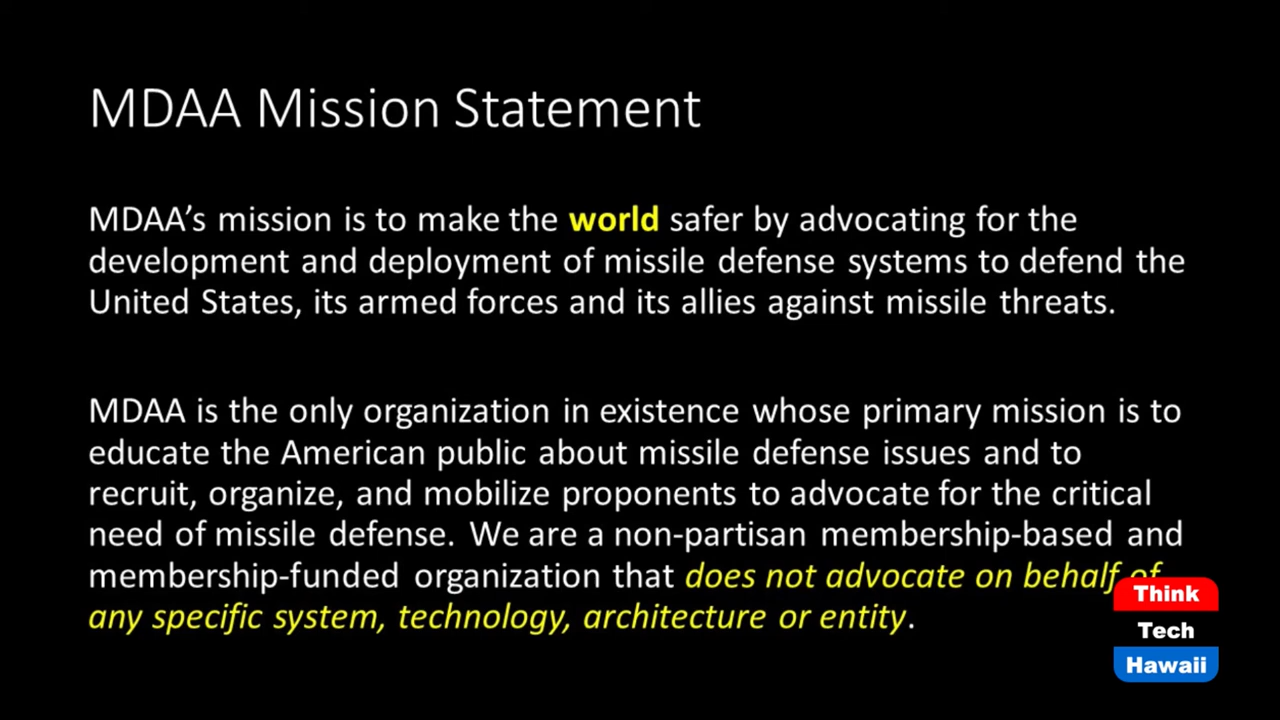 MDAA Mission Statement
MDAA’s mission is to make the world safer by advocating for the
development and deployment of missile defense systems to defend the
United States, its armed forces and its allies against missile threats.
MDAA is the only organization in existence whose primary mission is to
educate the American public about missile defense issues and to
recruit, organize, and mobilize proponents to advocate for the critical
need of missile defense. We are a non-partisan membership-based and
membership-funded organization that does not advocate on behalf of
any specific system, technology, architecture or entity.
Think
Tech
Hawaii